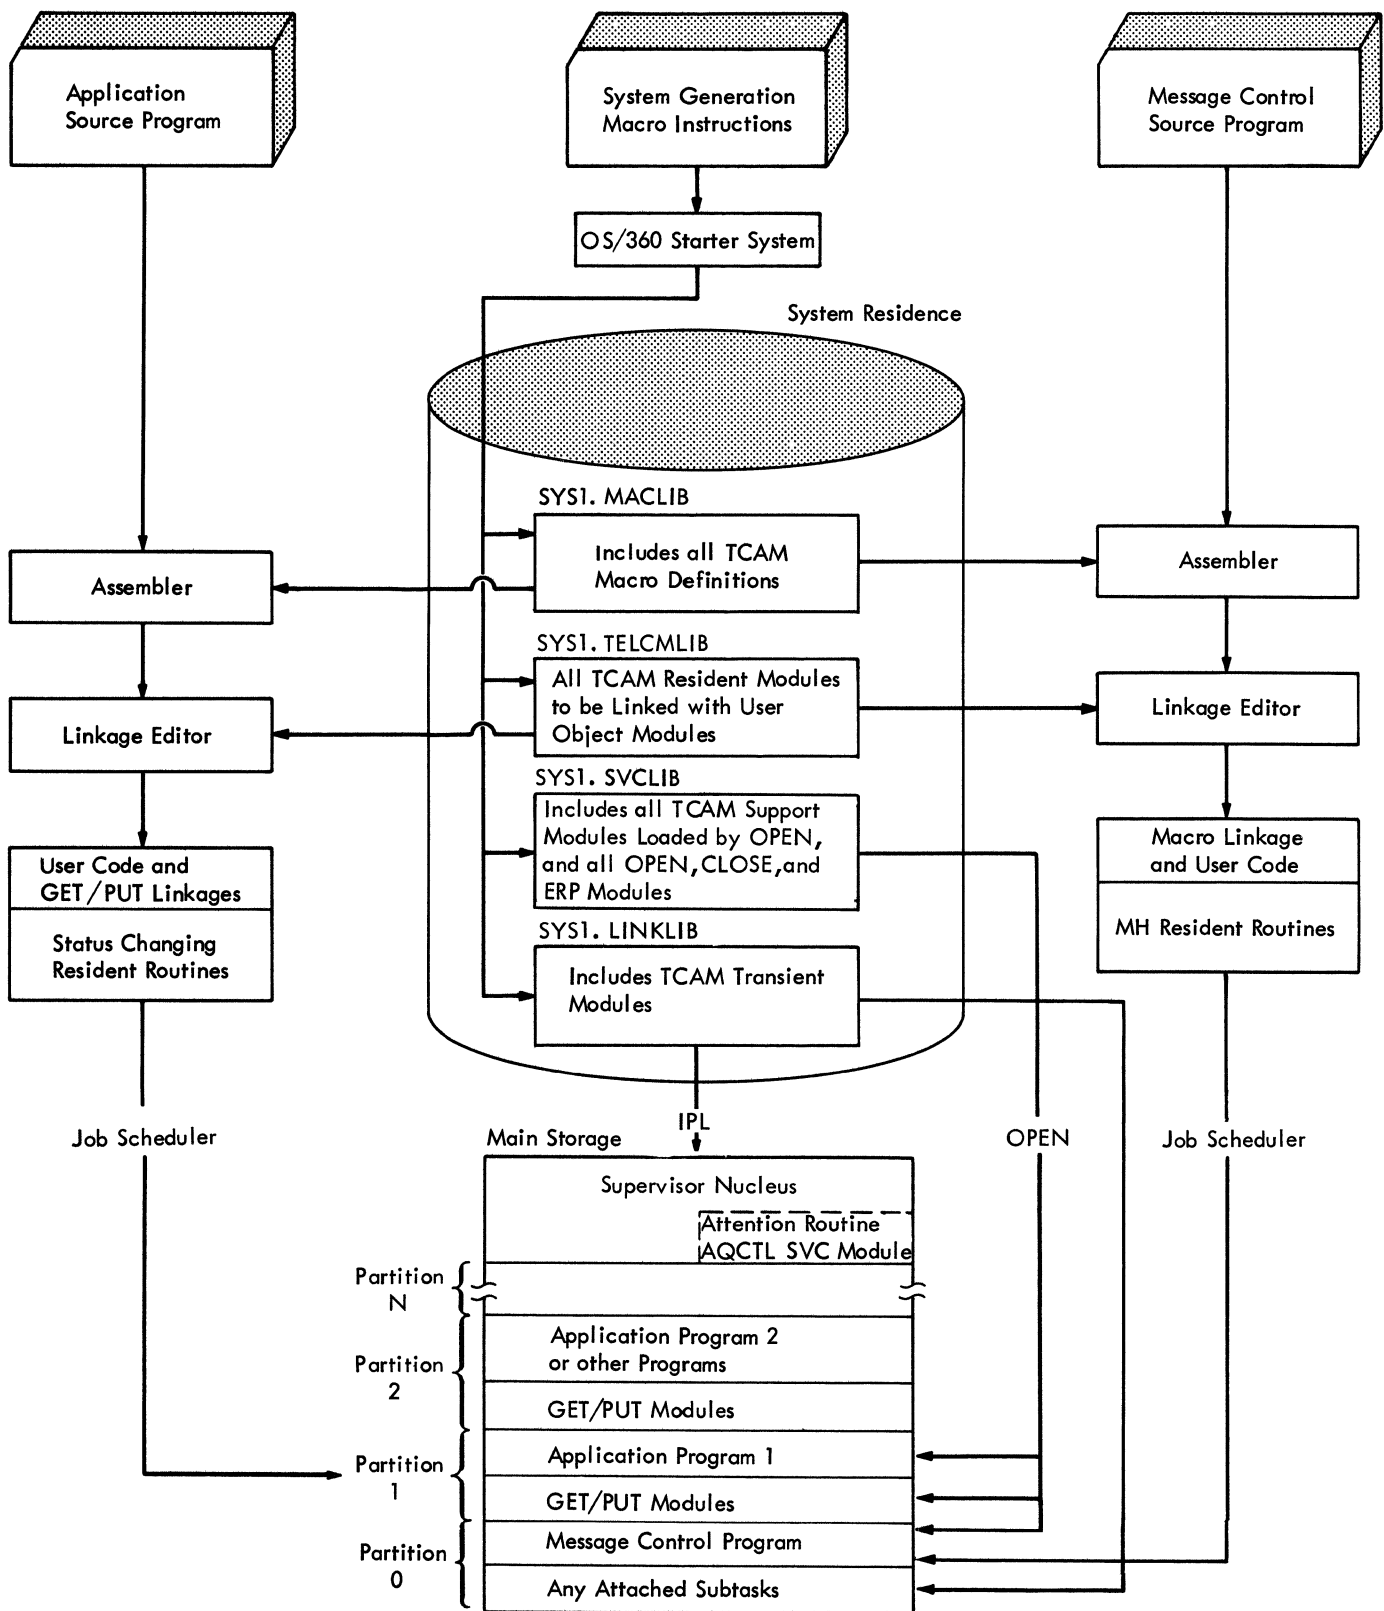 Application
Source Program
System Generation
Macro Instructions
Message Control
Source Program
OS/360 Starter System
System Residence
SYS1. MACLIB
Includes all TCAM
Macro Definitions
Assembler
Assembler
SYS1. TELCMLIB
All TCAM Resident Modules
to be Linked with User
Object Modules
Linkage Editor
Linkage Editor
SYS1. SVCLIB
Includes all TCAM Support
Modules Loaded by OPEN,
and all OPEN, CLOSE, and
ERP Modules
User Code and
GET/PUT Linkages
Status Changing
Resident Routines
Macro Linkage
and User Code
MH Resident Routines
SYS1. LINKLIB
Includes TCAM Transient
Modules
Job Scheduler
IPL
OPEN
Job Scheduler
Main Storage
Supervisor Nucleus
Attention Routine
AQCTL SVC Module
Partition
N
Application Program 2
or other Programs
Partition
2
GET/PUT Modules
Application Program 1
Partition
1
GET/PUT Modules
Message Control Program
Partition
0
Any Attached Subtasks